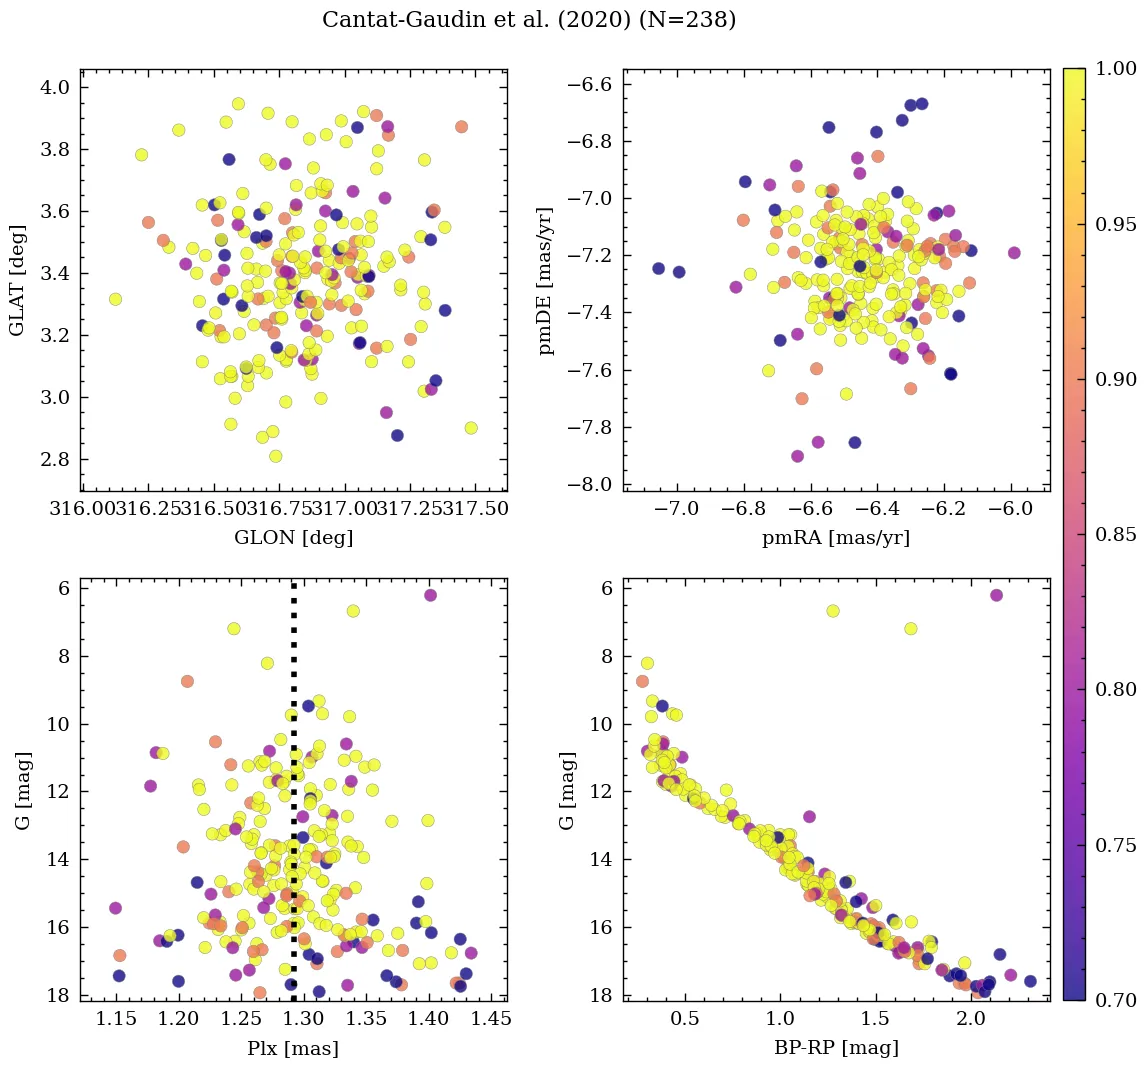 Cantat-Gaudin et al. (2020) (N=238)
4.0
3.8
3.6
3.4
3.2
3.0
2.8
GLAT [deg]
316.00 316.25 316.50 316.75 317.00 317.25 317.50
GLON [deg]
−6.6
−6.8
−7.0
−7.2
−7.4
−7.6
−7.8
−8.0
pmDE [mas/yr]
−7.0 −6.8 −6.6 −6.4 −6.2 −6.0
pmRA [mas/yr]
1.00
0.95
0.90
0.85
0.80
0.75
0.70
6
8
10
12
14
16
18
G [mag]
1.15 1.20 1.25 1.30 1.35 1.40 1.45
Plx [mas]
6
8
10
12
14
16
18
G [mag]
0.5 1.0 1.5 2.0
BP-RP [mag]